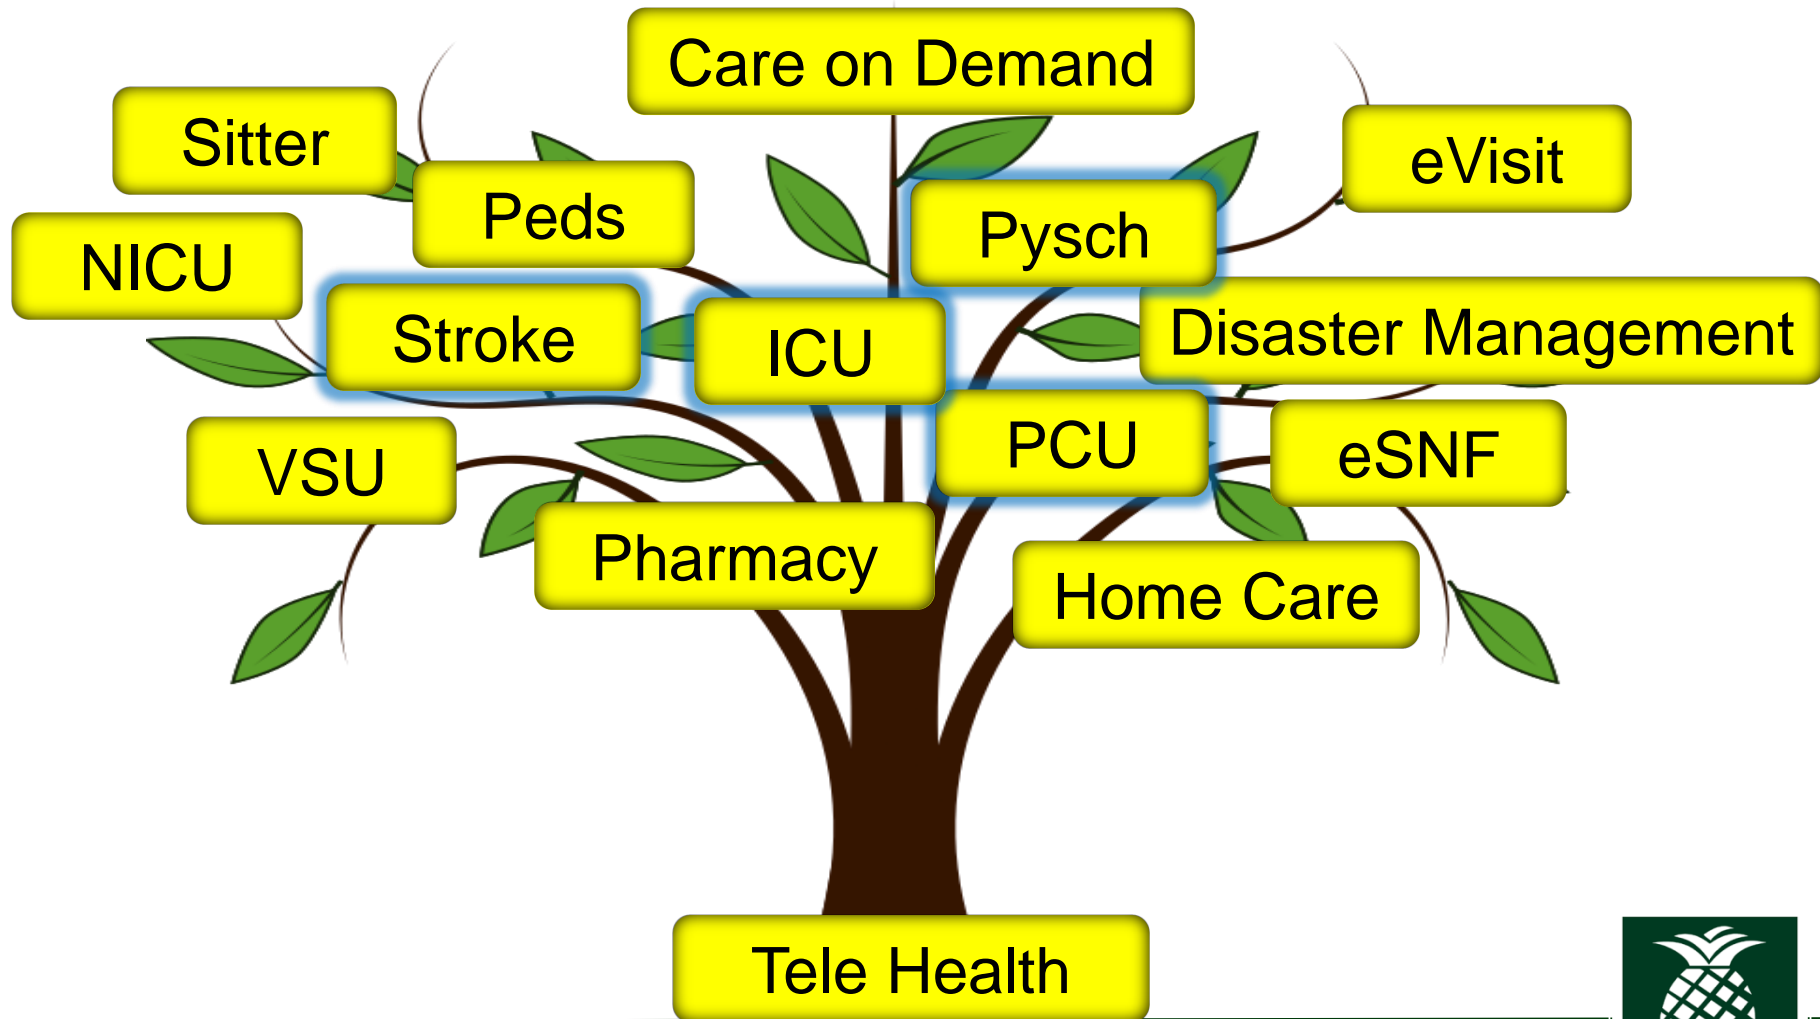 Care on Demand
Sitter
eVisit
Peds
Pysch
NICU
Stroke
ICU
Disaster Management
PCU
eSNF
VSU
Pharmacy
Home Care
Tele Health